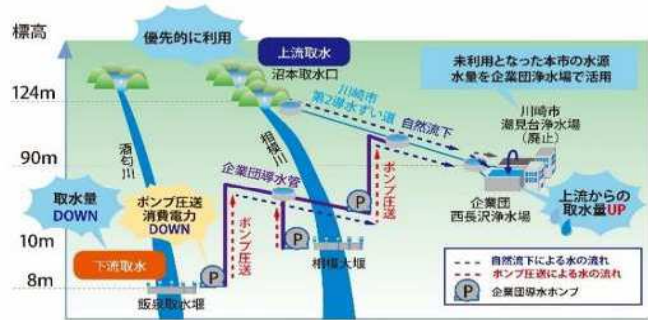 標高
優先的に利用
上流取水
沼本取水口
未利用となった本市の水源
水量を企業団浄水場で活用
124m
川崎市
第2導水ずい道
自然流下
川崎市
潮見台浄水場
(廃止)
酒匂川
相模川
90m
企業団導水管
ポンプ圧送
企業団
西長沢浄水場
上流からの
取水量UP
取水量
DOWN
ポンプ圧送
消費電力
DOWN
P
10m
ポンプ圧送
P
相模大堰
下流取水
8m
P
飯泉取水堰
自然流下による水の流れ
ポンプ圧送による水の流れ
P
企業団導水ポンプ